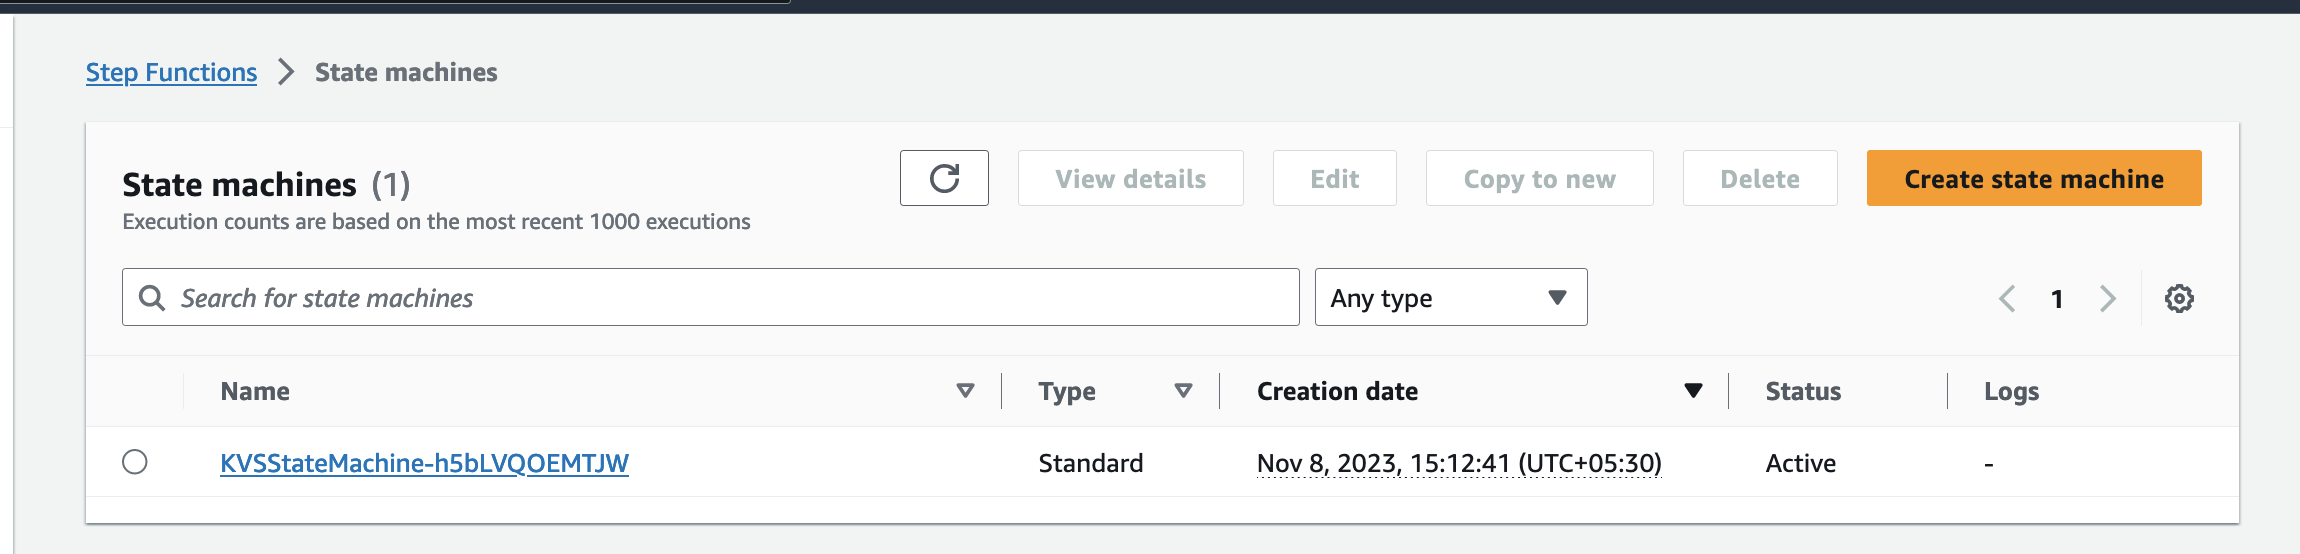 Step Functions > State machines
State machines (1)
Execution counts are based on the most recent 1000 executions
View details
Edit
Copy to new
Delete
Create state machine
Search for state machines
Any type
1
Name Type Creation date Status Logs
KVSStateMachine-h5bLVQOEMTJW Standard Nov 8, 2023, 15:12:41 (UTC+05:30) Active -